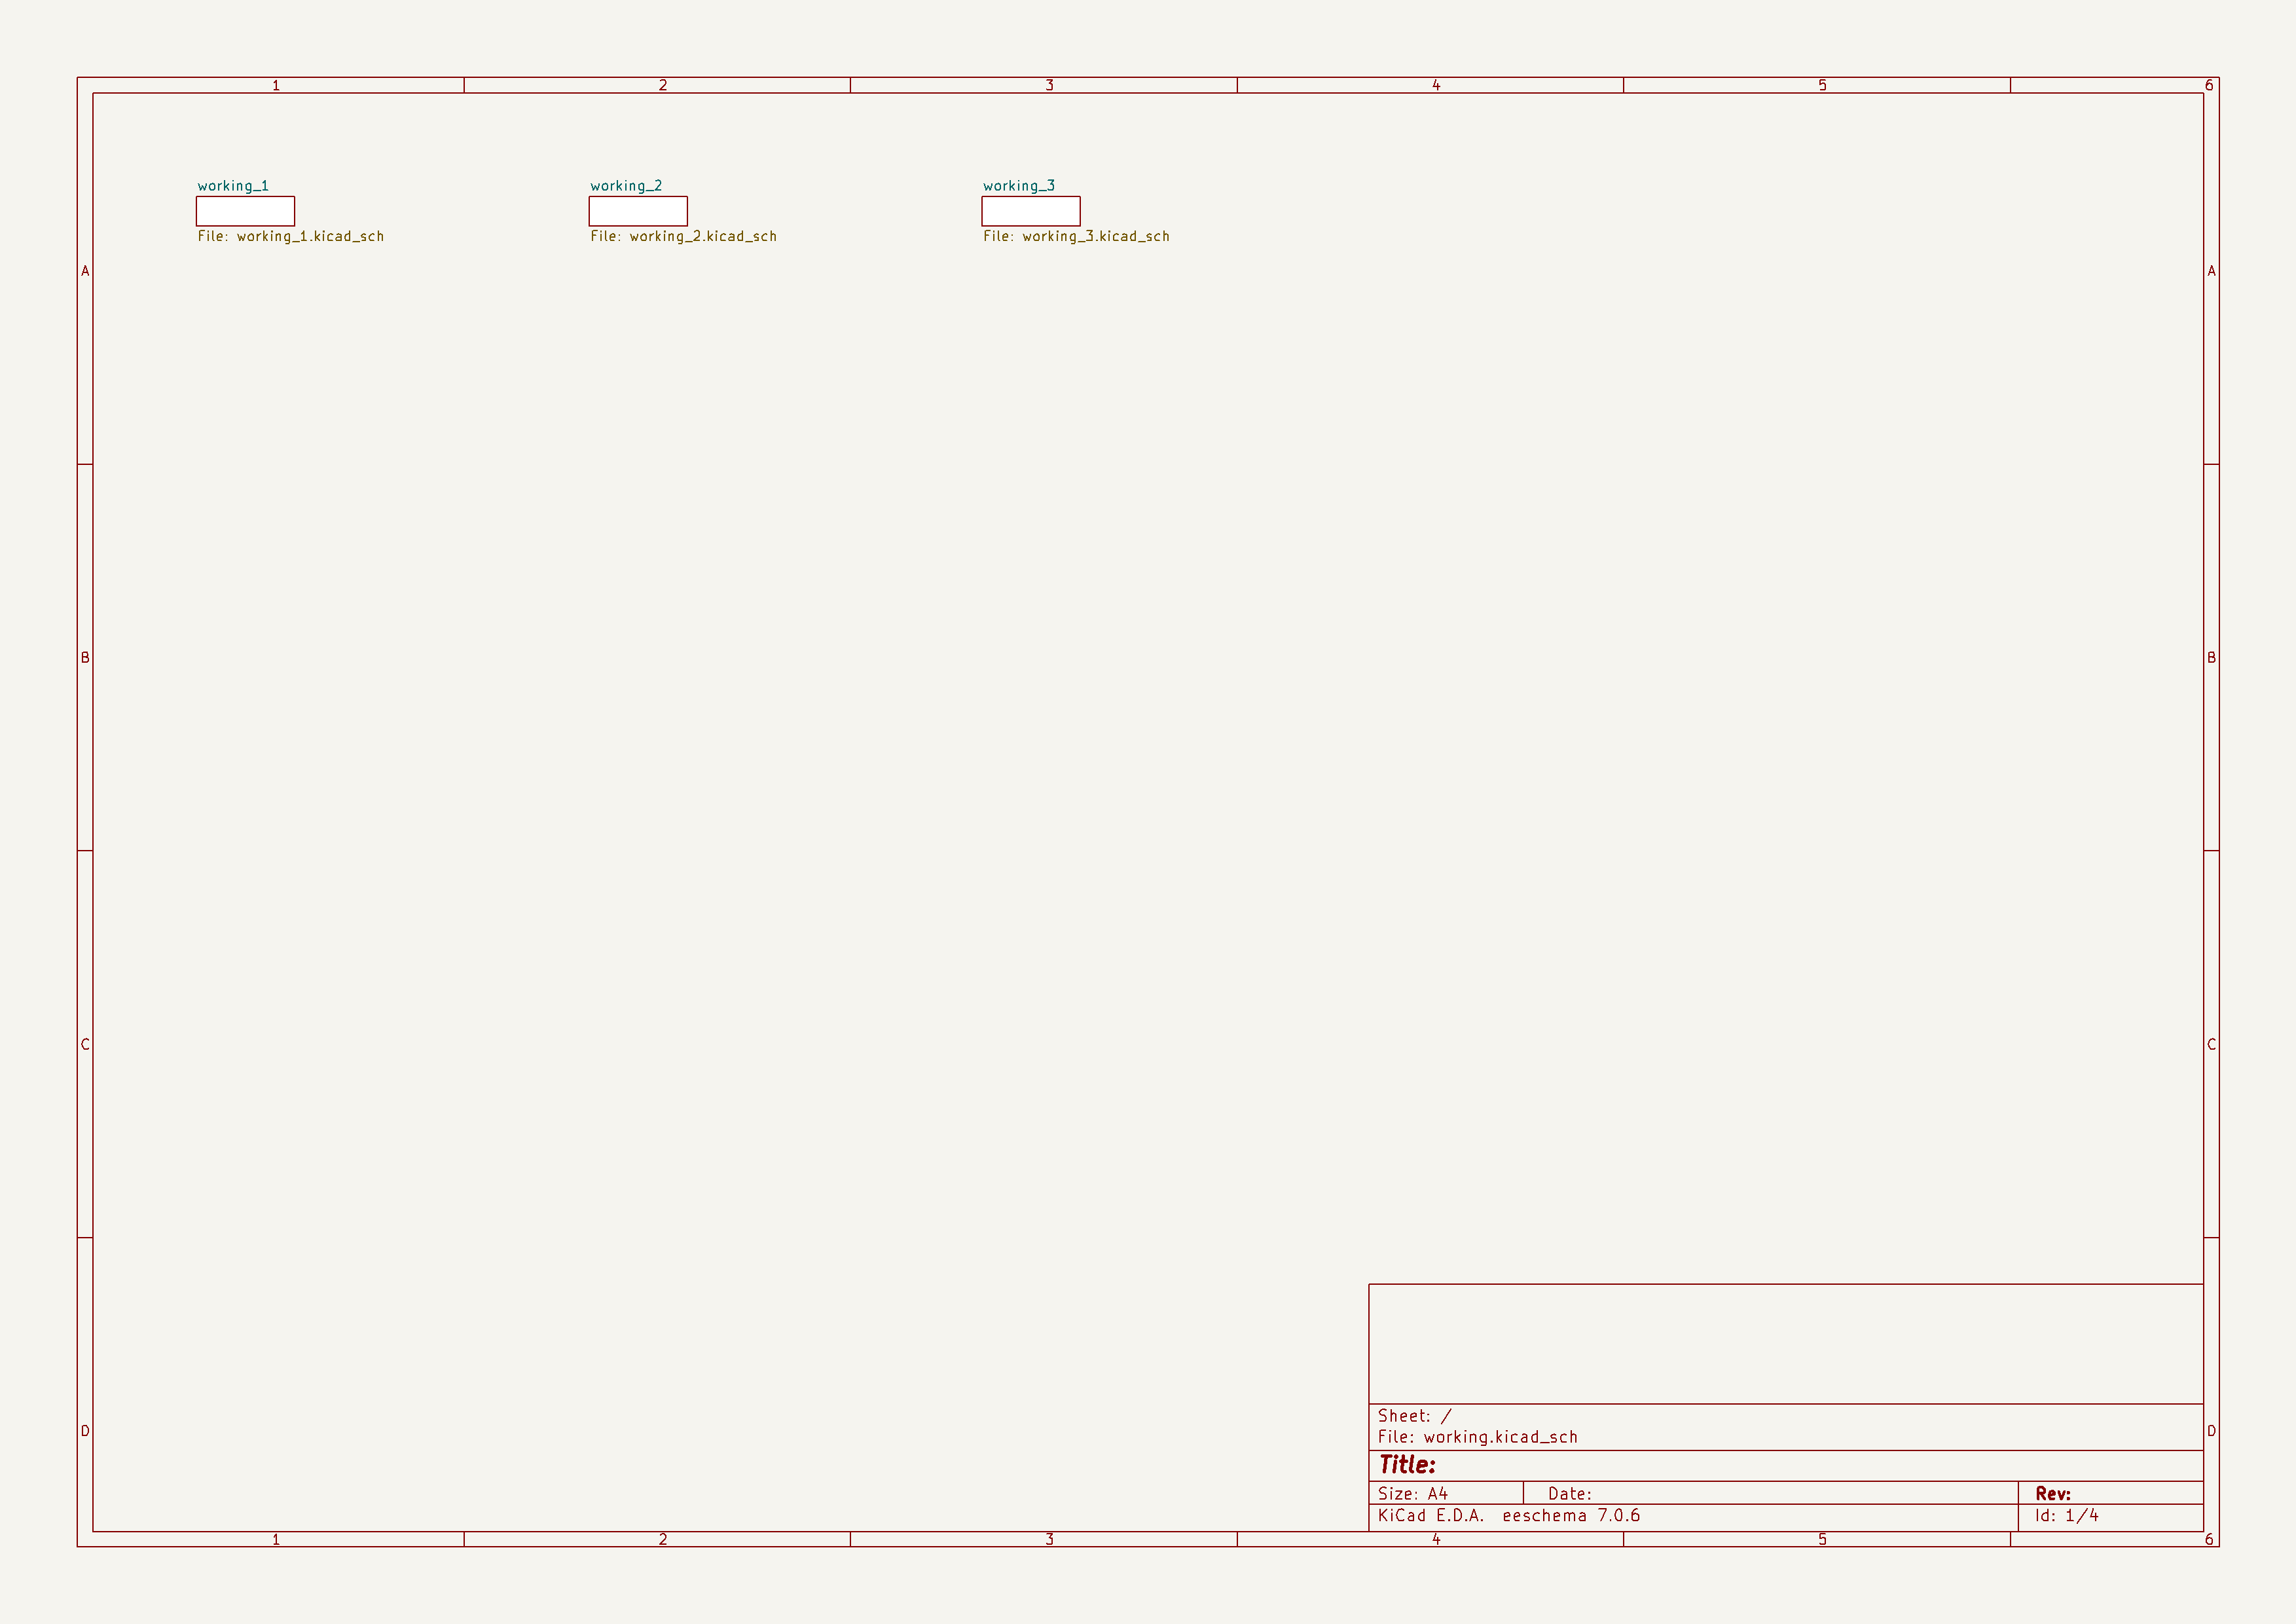 1 2 3 4 5 6
working_1 working_2 working_3
File: working_1.kicad_sch File: working_2.kicad_sch File: working_3.kicad_sch
A A
B B
C C
Sheet: /
D D
File: working.kicad_sch
Title:
Size: A4 Date: Rev:
KiCad E.D.A. eeschema 7.0.6 Id: 1/4
1 2 3 4 5 6